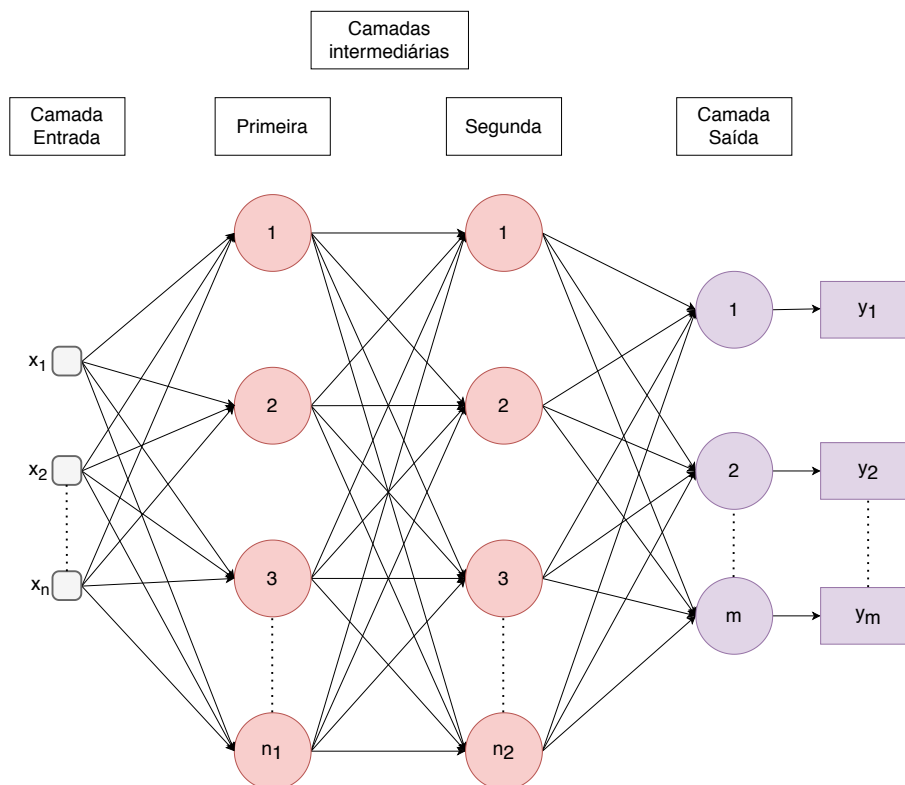 Camadas
intermediárias
Camada
Entrada
Primeira
Segunda
Camada
Saída
1
1
1
y1
x1
2
2
x2
2
y2
3
3
xn
m
ym
n1
n2